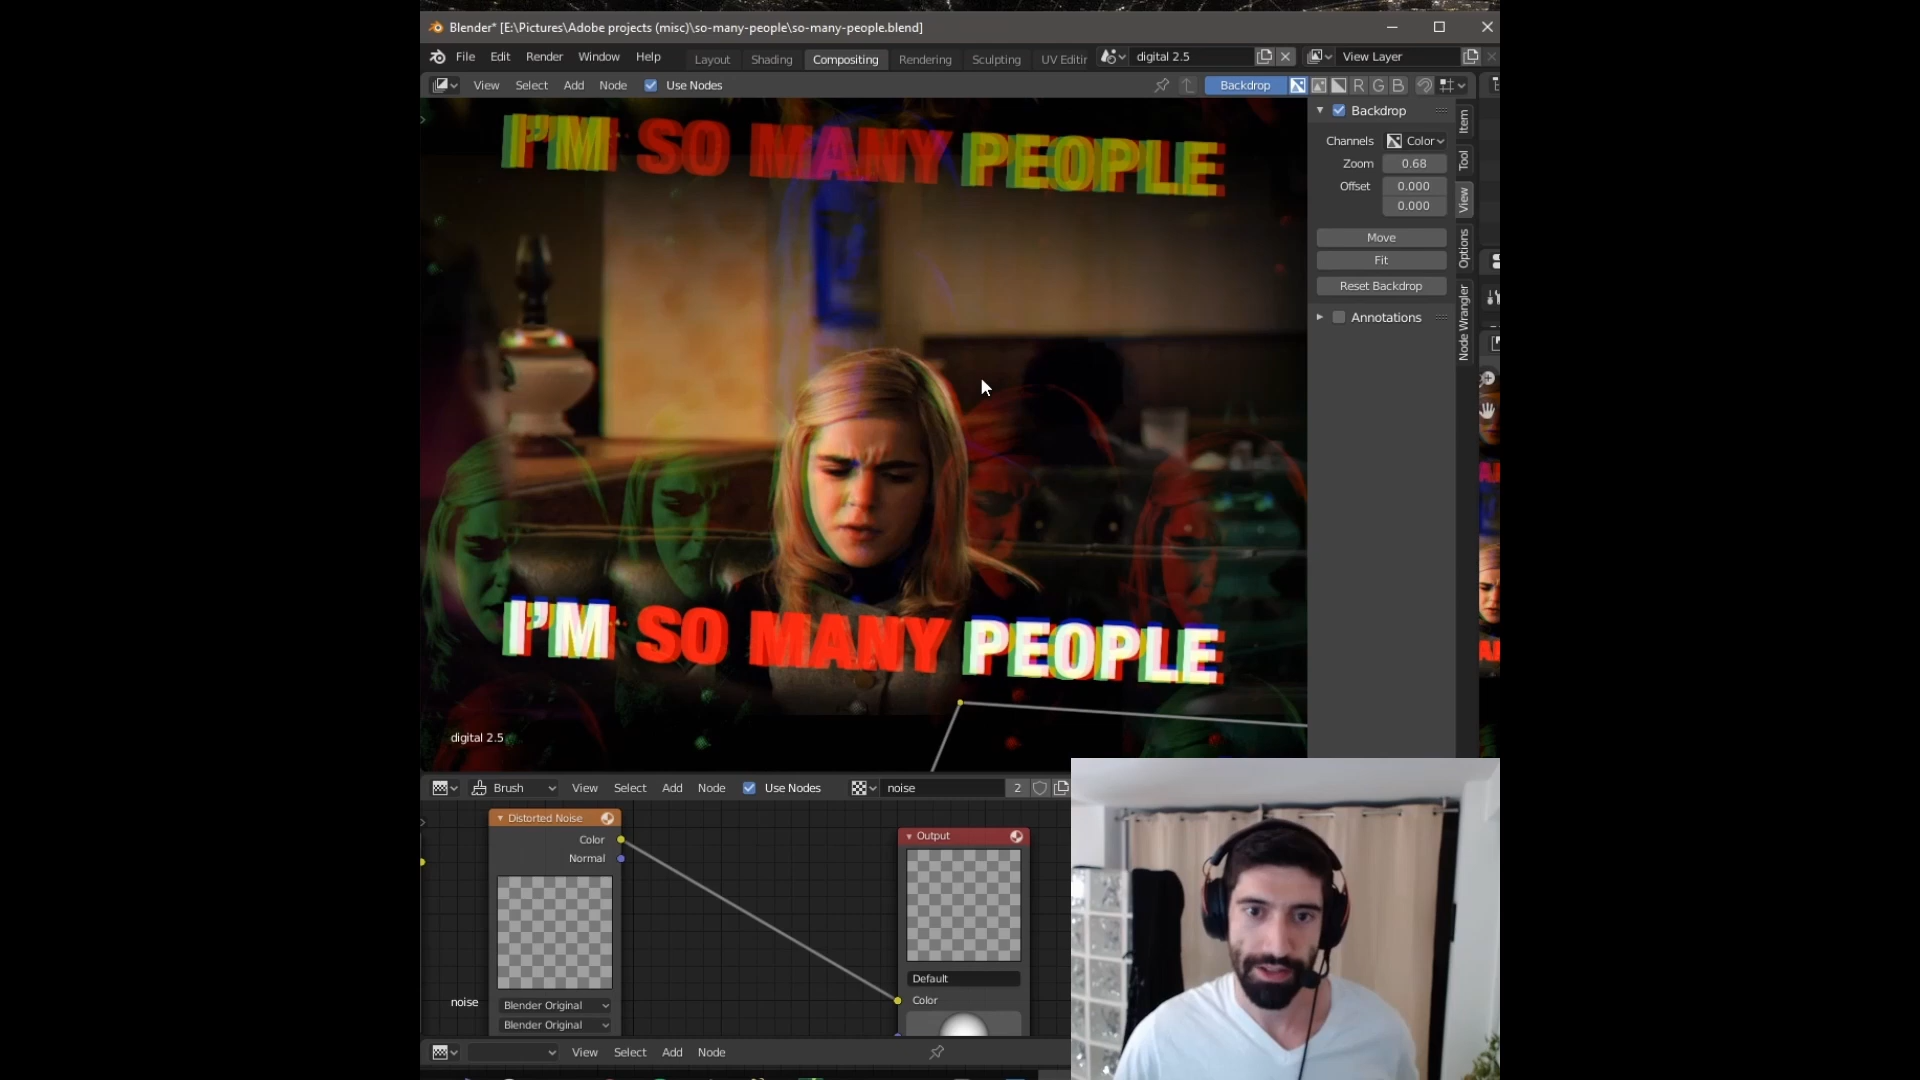 Blender* [E:\Pictures\Adobe projects (misc)\so-many-people\so-many-people.blend]
File Edit Render Window Help Layout Shading Compositing Rendering Sculpting UV Editin digital 2.5 View Layer
View Select Add Node Use Nodes Backdrop R G B
I'M SO MANY PEOPLE
Backdrop
Channels Color
Zoom 0.68
Offset 0.000
0.000
Move
Fit
Reset Backdrop
Annotations
Item
Tool
View
Options
Node Wrangler
I'M SO MANY PEOPLE
digital 2.5
Brush View Select Add Node Use Nodes noise 2
Distorted Noise
Color
Normal
Blender Original
Blender Original
noise
Output
Default
Color
View Select Add Node